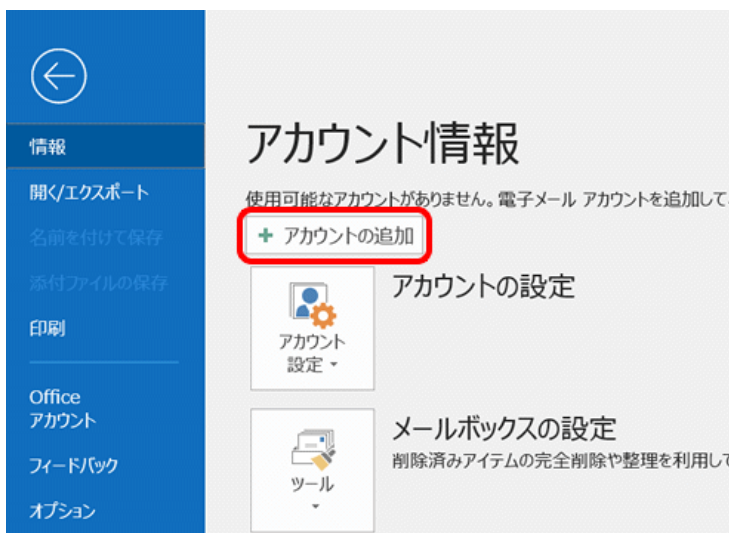 情報
開く/エクスポート
名前を付けて保存
添付ファイルの保存
印刷
Office
アカウント
フィードバック
オプション
アカウント情報
使用可能なアカウントがありません。電子メール アカウントを追加して
+ アカウントの追加
アカウント
設定
アカウントの設定
ツール
メールボックスの設定
削除済みアイテムの完全削除や整理を利用して